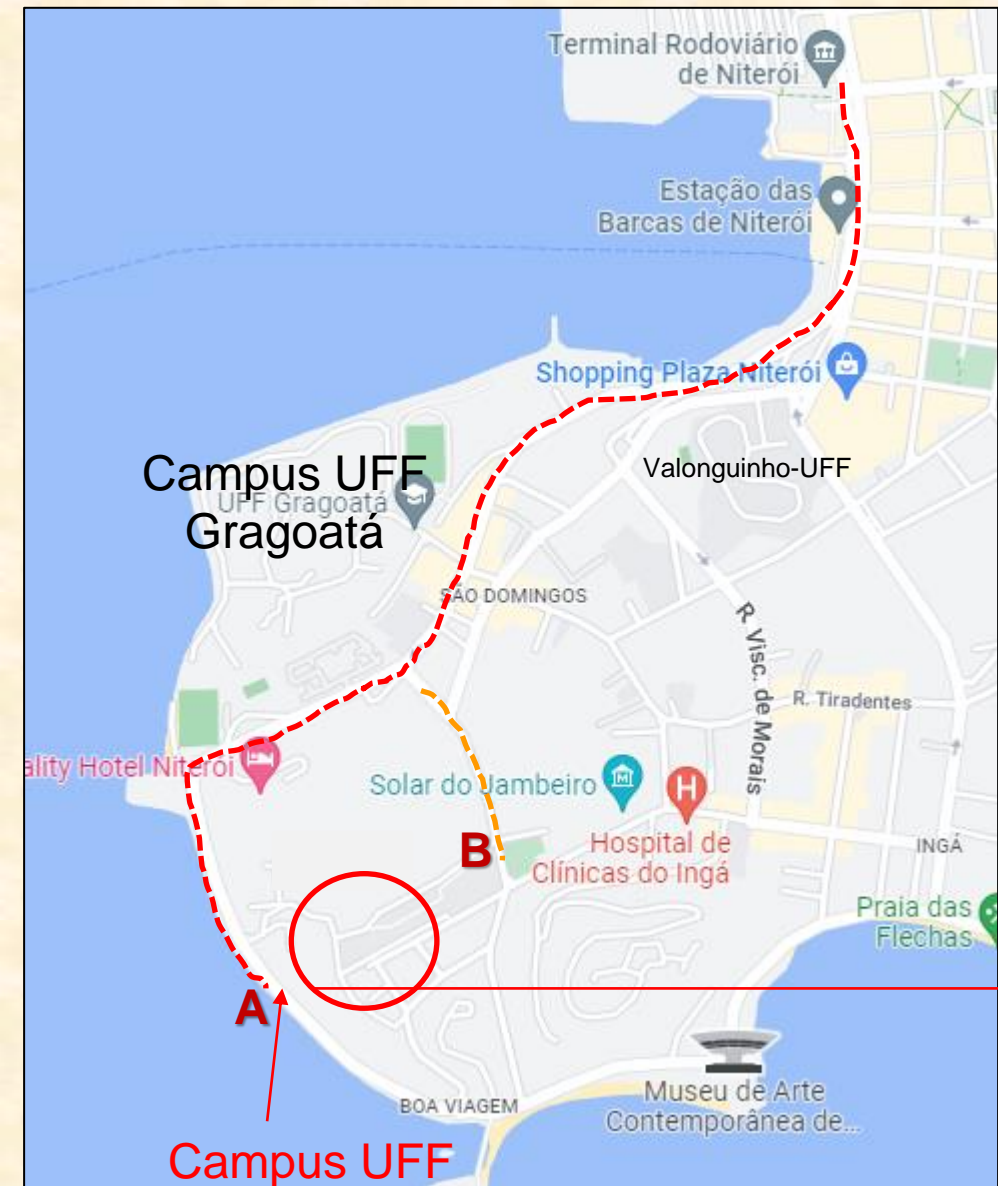 Terminal Rodoviário
de Niterói
Estação das
Barcas de Niterói
Shopping Plaza Niterói
Campus UFF
Gragoatá
UFF Gragoatá
Valonguinho-UFF
SÃO DOMINGOS
R. Visc. de Morais
R. Tiradentes
ality Hotel Niterói
Solar do Jambeiro
H
B
Hospital de
Clínicas do Ingá
INGÁ
Praia das
Flechas
A
BOA VIAGEM
Museu de Arte
Contemporânea de...
Campus UFF